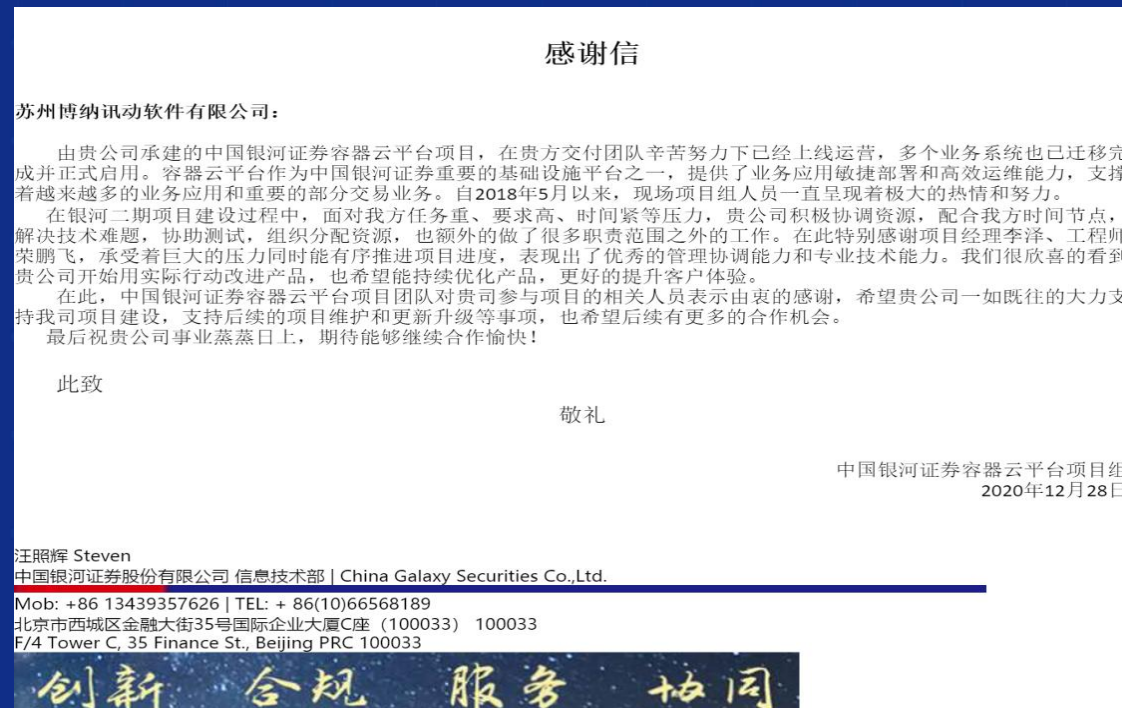 感谢信
苏州博纳讯动软件有限公司：
由贵公司承建的中国银河证券容器云平台项目，在贵方交付团队辛苦努力下已经上线运营，多个业务系统也已迁移完
成并正式启用。容器云平台作为中国银河证券重要的基础设施平台之一，提供了业务应用敏捷部署和高效运维能力，支撑
着越来越多的业务应用和重要的部分交易业务。自2018年5月以来，现场项目组人员一直呈现着极大的热情和努力。
在银河二期项目建设过程中，面对我方任务重、要求高、时间紧等压力，贵公司积极协调资源，配合我方时间节点，
解决技术难题，协助测试，组织分配资源，也额外的做了很多职责范围之外的工作。在此特别感谢项目经理李泽、工程师
荣鹏飞，承受着巨大的压力同时能有序推进项目进度，表现出了优秀的管理协调能力和专业技术能力。我们很欣喜的看到
贵公司开始用实际行动改进产品，也希望能持续优化产品，更好的提升客户体验。
在此，中国银河证券容器云平台项目团队对贵司参与项目的相关人员表示由衷的感谢，希望贵公司一如既往的大力支
持我司项目建设，支持后续的项目维护和更新升级等事项，也希望后续有更多的合作机会。
最后祝贵公司事业蒸蒸日上，期待能够继续合作愉快！
此致
敬礼
中国银河证券容器云平台项目组
2020年12月28日
汪照辉 Steven
中国银河证券股份有限公司 信息技术部 | China Galaxy Securities Co.,Ltd.
Mob: +86 13439357626 | TEL: + 86(10)66568189
北京市西城区金融大街35号国际企业大厦C座（100033） 100033
F/4 Tower C, 35 Finance St., Beijing PRC 100033
创新 合规 服务 协同